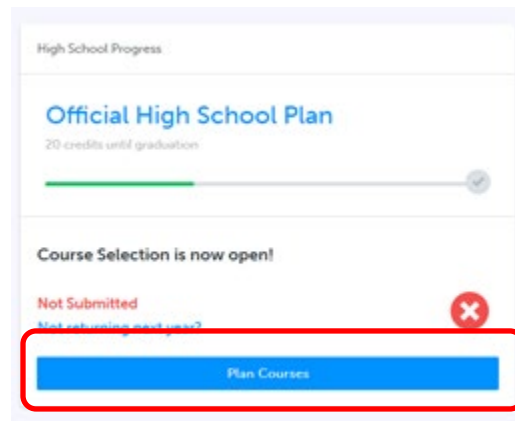 High School Progress
Official High School Plan
20 credits until graduation
Course Selection is now open!
Not Submitted
Not returning next year?
Plan Courses